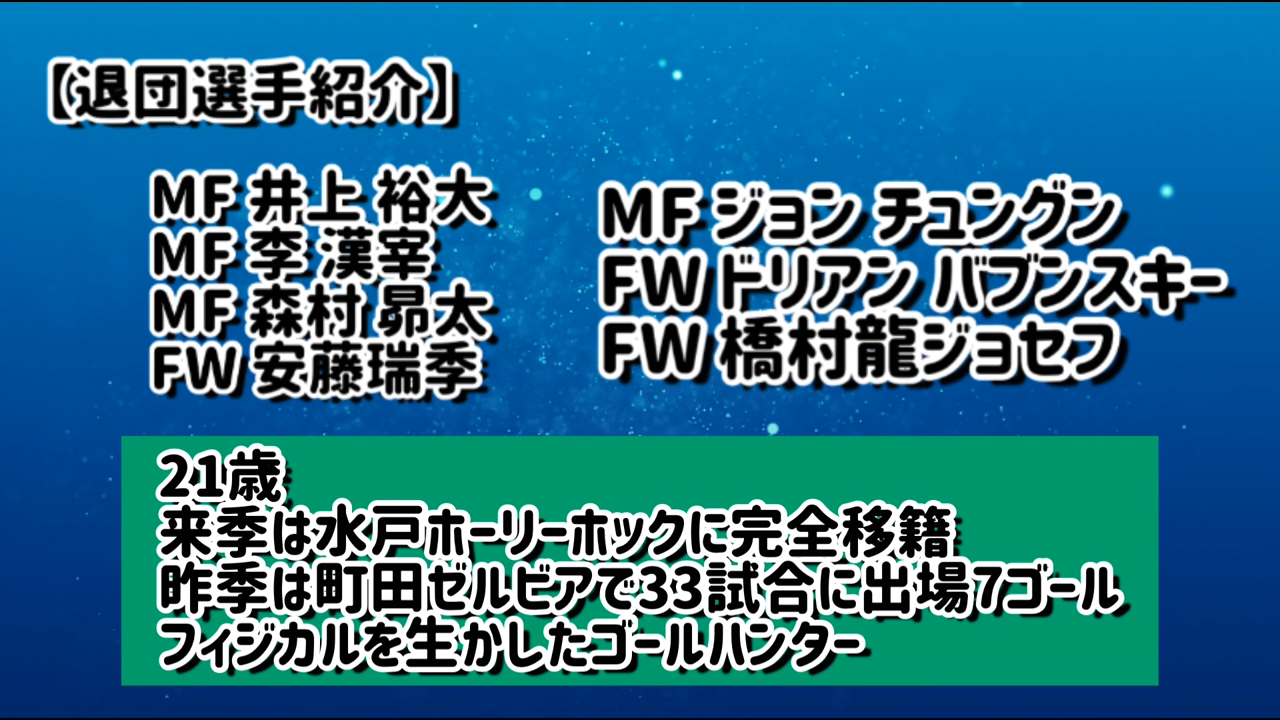 【退団選手紹介】
MF 井上 裕大
MF 李 漢宰
MF 森村 昴太
FW 安藤瑞季
MF ジョン チュングン
FW ドリアン バブンスキー
FW 橋村龍ジョセフ
21歳
来季は水戸ホーリーホックに完全移籍
昨季は町田ゼルビアで33試合に出場7ゴール
フィジカルを生かしたゴールハンター